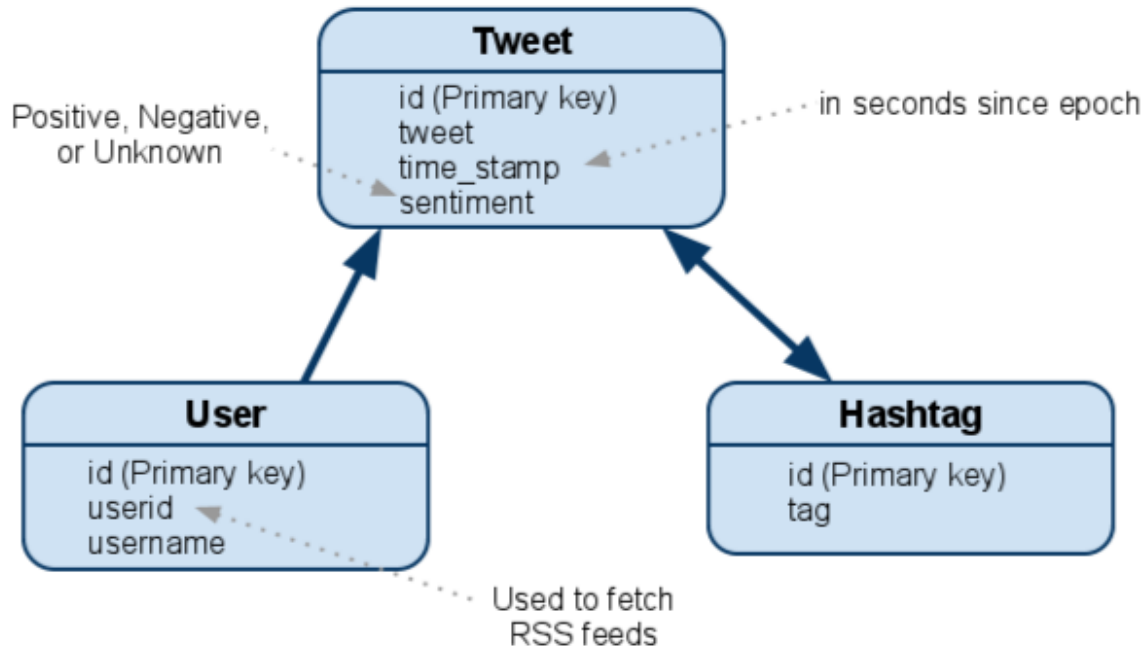 Tweet
id (Primary key)
tweet
time_stamp
sentiment
Positive, Negative,
or Unknown
in seconds since epoch
User
id (Primary key)
userid
username
Hashtag
id (Primary key)
tag
Used to fetch
RSS feeds